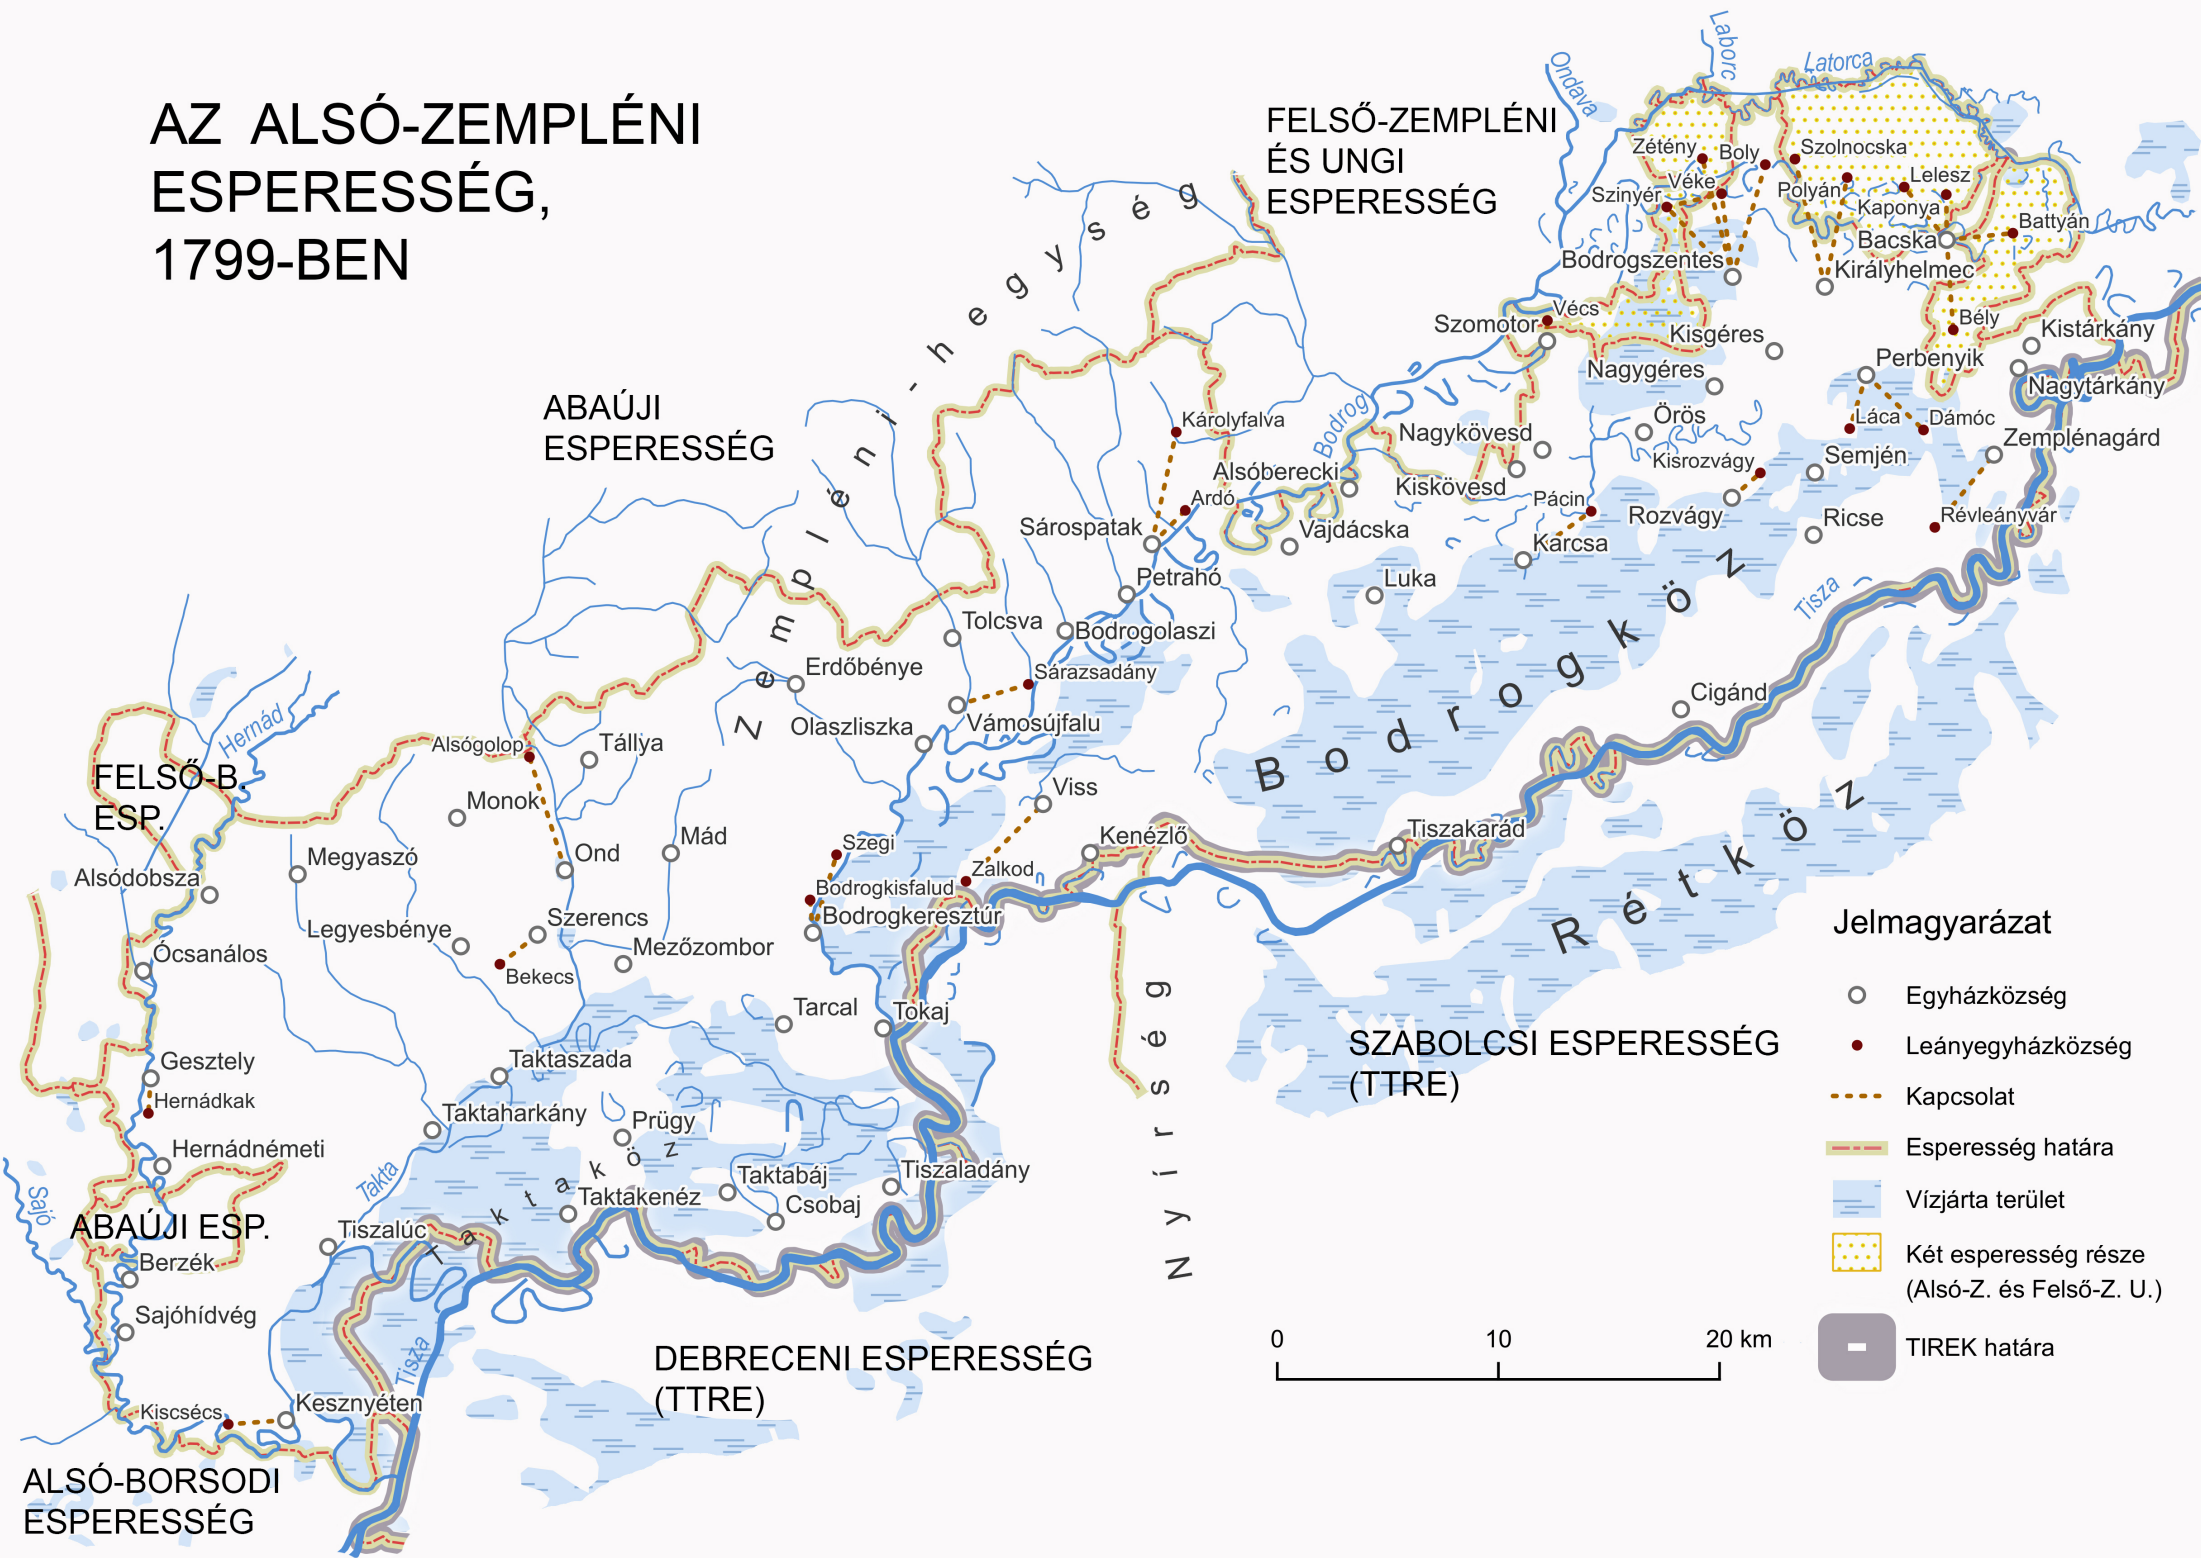 AZ ALSÓ-ZEMPLÉNI
ESPERESSÉG,
1799-BEN
FELSŐ-ZEMPLÉNI
ÉS UNGI
ESPERESSÉG
ABAÚJI
ESPERESSÉG
FELSŐ-B.
ESP.
ABAÚJI ESP.
ALSÓ-BORSODI
ESPERESSÉG
DEBRECENI ESPERESSÉG
(TTRE)
SZABOLCSI ESPERESSÉG
(TTRE)
Zempléni-hegység
Bodrogköz
Rétköz
Nyírség
Taktaköz
Ondava
Laborc
Latorca
Bodrog
Tisza
Hernád
Takta
Sajó
Tisza
Zétény
Boly
Szolnocska
Szinyér
Véke
Polyán
Lelesz
Kaponya
Battyán
Bacska
Bodrogszentes
Királyhelmec
Vécs
Szomotor
Kisgéres
Bély
Kistárkány
Nagygéres
Perbenyik
Nagytárkány
Örös
Láca
Dámóc
Nagykövesd
Zemplénagárd
Kisrozvágy
Semjén
Kiskövesd
Pácin
Rozvágy
Ricse
Révleányvár
Károlyfalva
Alsóberecki
Ardó
Sárospatak
Vajdácska
Karcsa
Petrahó
Luka
Tolcsva
Bodrogolaszi
Erdőbénye
Sárazsadány
Cigánd
Olaszliszka
Vámosújfalu
Alsógolop
Tállya
Monok
Viss
Mád
Szegi
Kenézlő
Tiszakarád
Megyaszó
Ond
Zalkod
Alsódobsza
Bodrogkisfalud
Bodrogkeresztúr
Szerencs
Legyesbénye
Mezőzombor
Ócsanálos
Bekecs
Tarcal
Tokaj
Gesztely
Taktaszada
Hernádkak
Taktaharkány
Prügy
Hernádnémeti
Taktabáj
Tiszaladány
Taktakenéz
Csobaj
Tiszalúc
Berzék
Sajóhídvég
Kiscsécs
Kesznyéten
Jelmagyarázat
Egyházközség
Leányegyházközség
Kapcsolat
Esperesség határa
Vízjárta terület
Két esperesség része
(Alsó-Z. és Felső-Z. U.)
TIREK határa
0 10 20 km